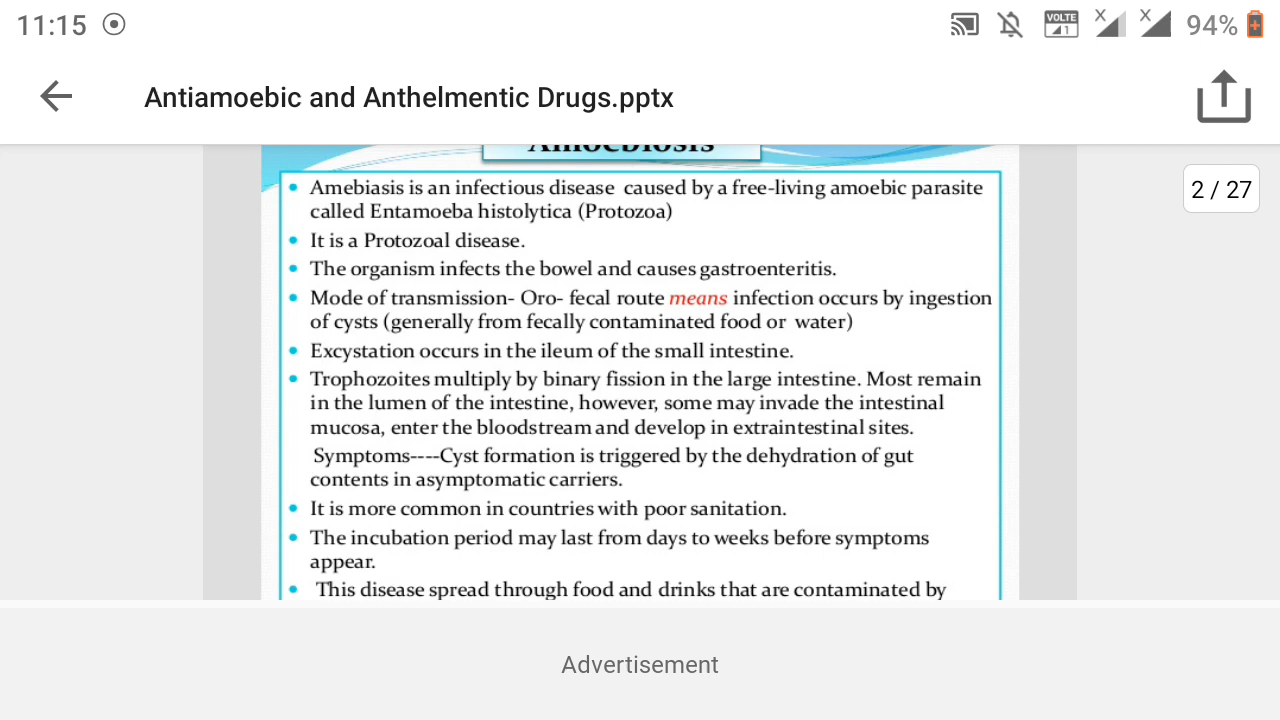 11:15
VOLTE
1
X
X
94%
Antiamoebic and Anthelmentic Drugs.pptx
Amoebiosis
2 / 27
• Amebiasis is an infectious disease caused by a free-living amoebic parasite
called Entamoeba histolytica (Protozoa)
• It is a Protozoal disease.
• The organism infects the bowel and causes gastroenteritis.
• Mode of transmission- Oro- fecal route means infection occurs by ingestion
of cysts (generally from fecally contaminated food or water)
• Excystation occurs in the ileum of the small intestine.
• Trophozoites multiply by binary fission in the large intestine. Most remain
in the lumen of the intestine, however, some may invade the intestinal
mucosa, enter the bloodstream and develop in extraintestinal sites.
Symptoms----Cyst formation is triggered by the dehydration of gut
contents in asymptomatic carriers.
• It is more common in countries with poor sanitation.
• The incubation period may last from days to weeks before symptoms
appear.
• This disease spread through food and drinks that are contaminated by
Advertisement